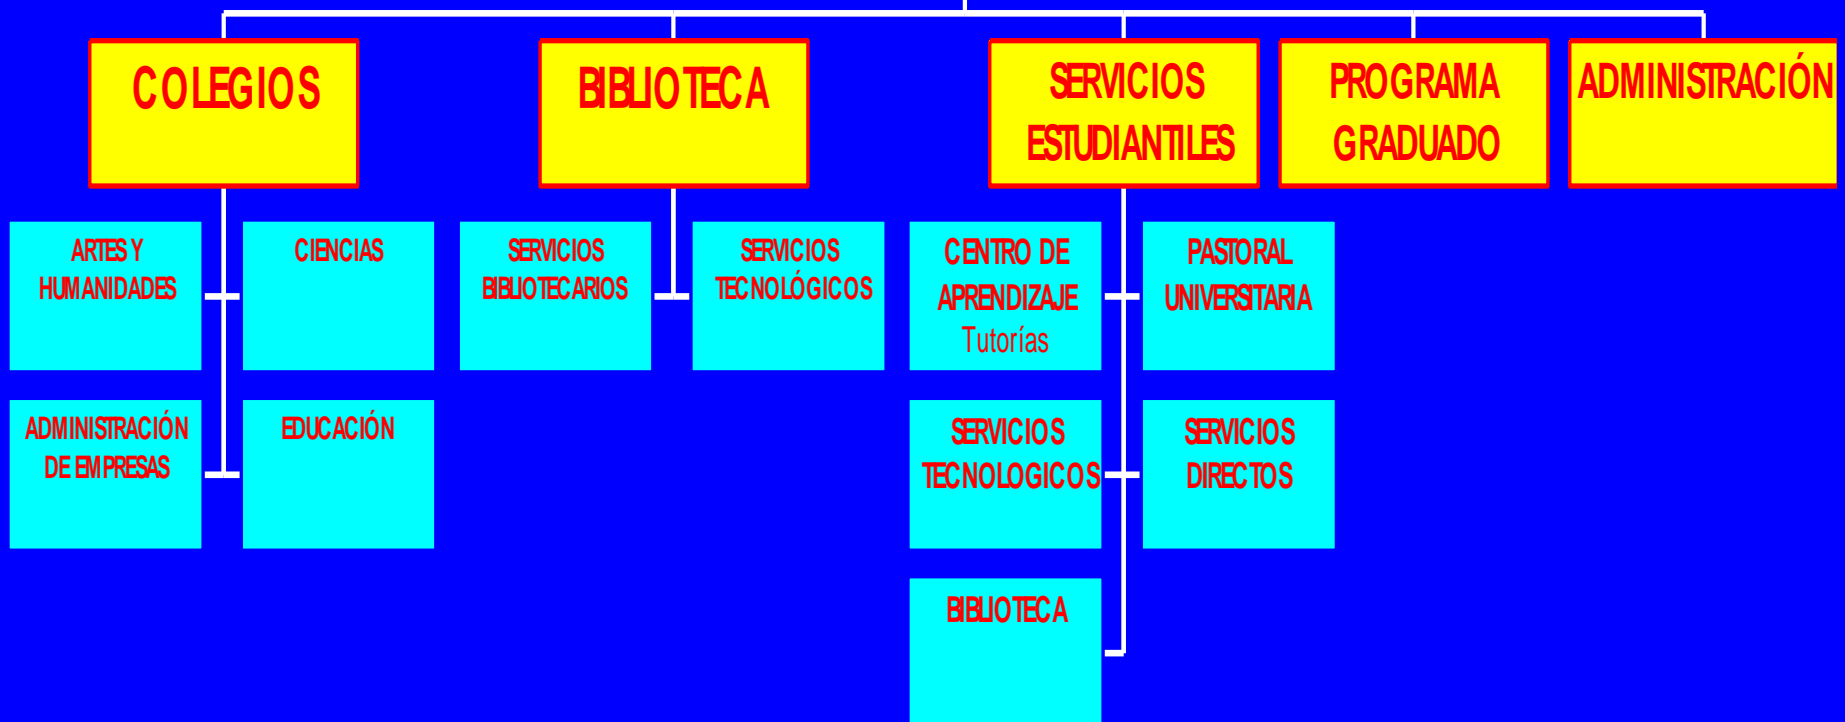 COLEGIOS
BIBLIOTECA
SERVICIOS
ESTUDIANTILES
PROGRAMA
GRADUADO
ADMINISTRACIÓN
ARTES Y
HUMANIDADES
CIENCIAS
SERVICIOS
BIBLIOTECARIOS
SERVICIOS
TECNOLÓGICOS
CENTRO DE
APRENDIZAJE
Tutorías
PASTORAL
UNIVERSITARIA
ADMINISTRACIÓN
DE EMPRESAS
EDUCACIÓN
SERVICIOS
TECNOLOGICOS
SERVICIOS
DIRECTOS
BIBLIOTECA